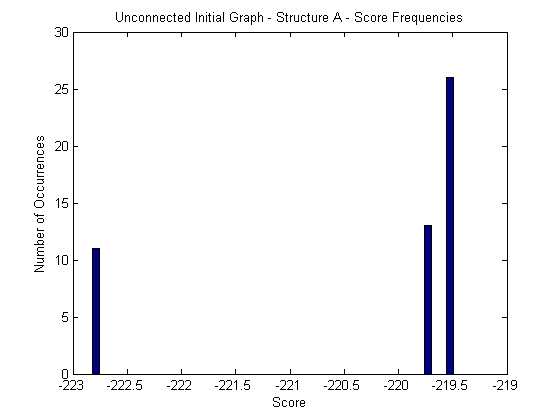 Unconnected Initial Graph - Structure A - Score Frequencies
30
25
20
15
10
5
0
Number of Occurrences
-223 -222.5 -222 -221.5 -221 -220.5 -220 -219.5 -219
Score